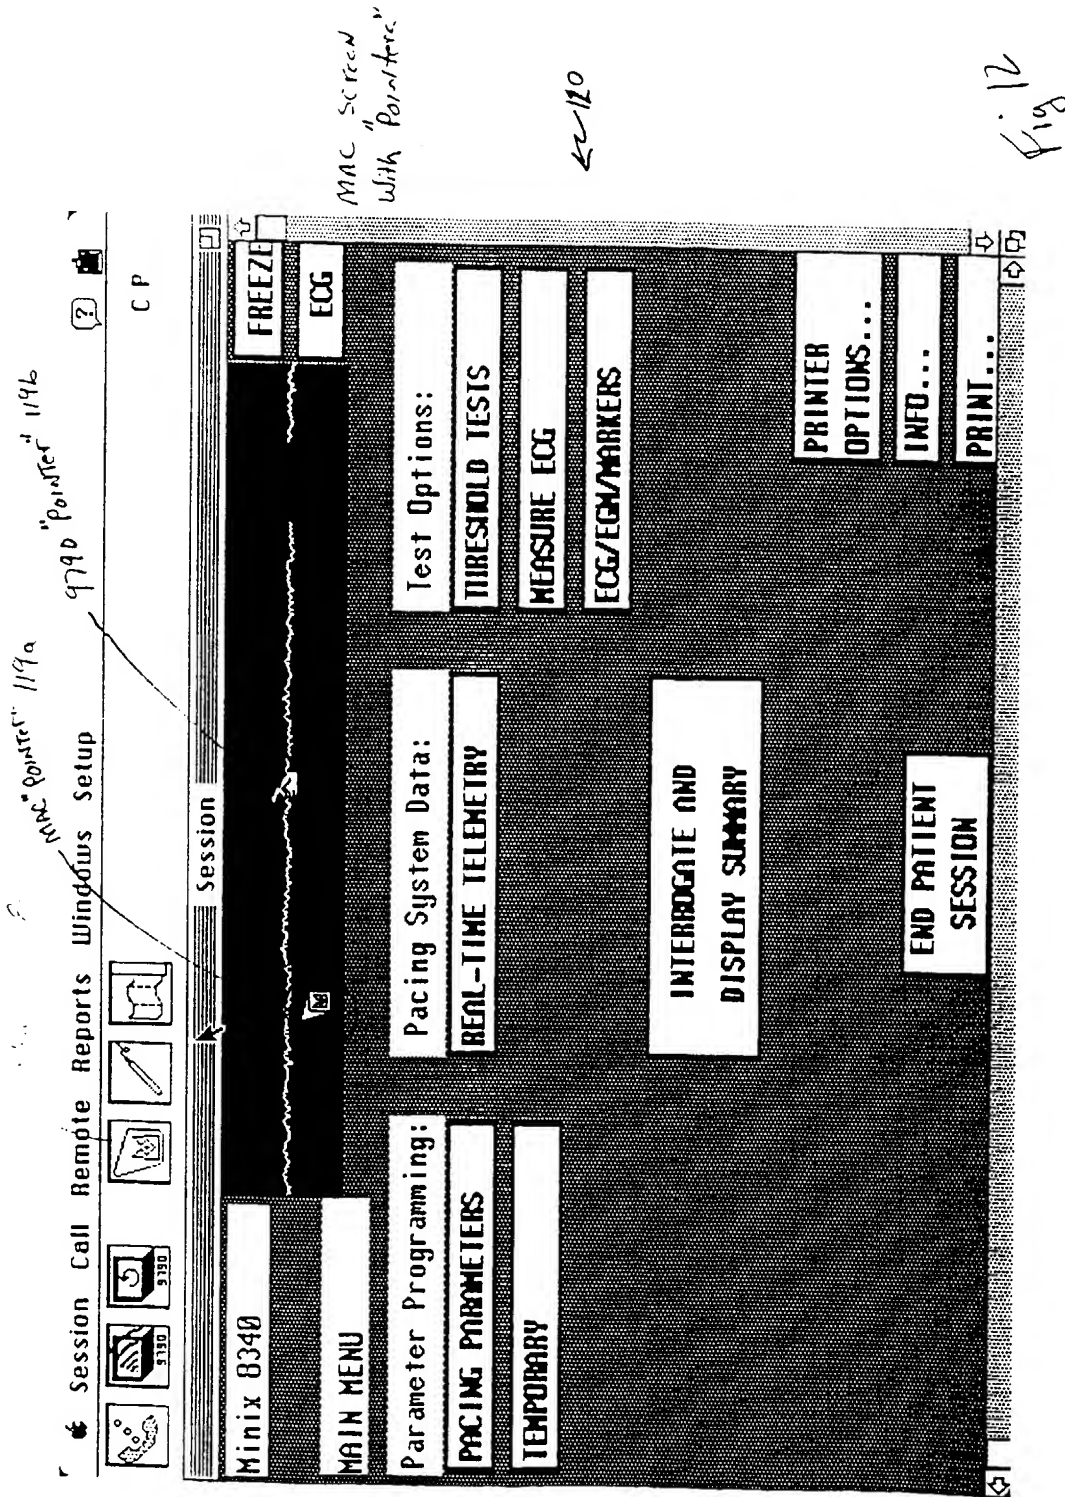 MAC "POINTER" 119a
9790 "POINTER" 119b
Session Call Remote Reports Windows Setup
?
9790
9790
C P
Session
Minix 8340
FREEZE
ECG
MAIN MENU
Parameter Programming:
PACING PARAMETERS
TEMPORARY
Pacing System Data:
REAL-TIME TELEMETRY
Test Options:
THRESHOLD TESTS
MEASURE ECG
ECG/EGM/MARKERS
INTERROGATE AND
DISPLAY SUMMARY
END PATIENT
SESSION
PRINTER
OPTIONS...
INFO...
PRINT...
MAC SCREEN
With "Pointers"
120
Fig 12